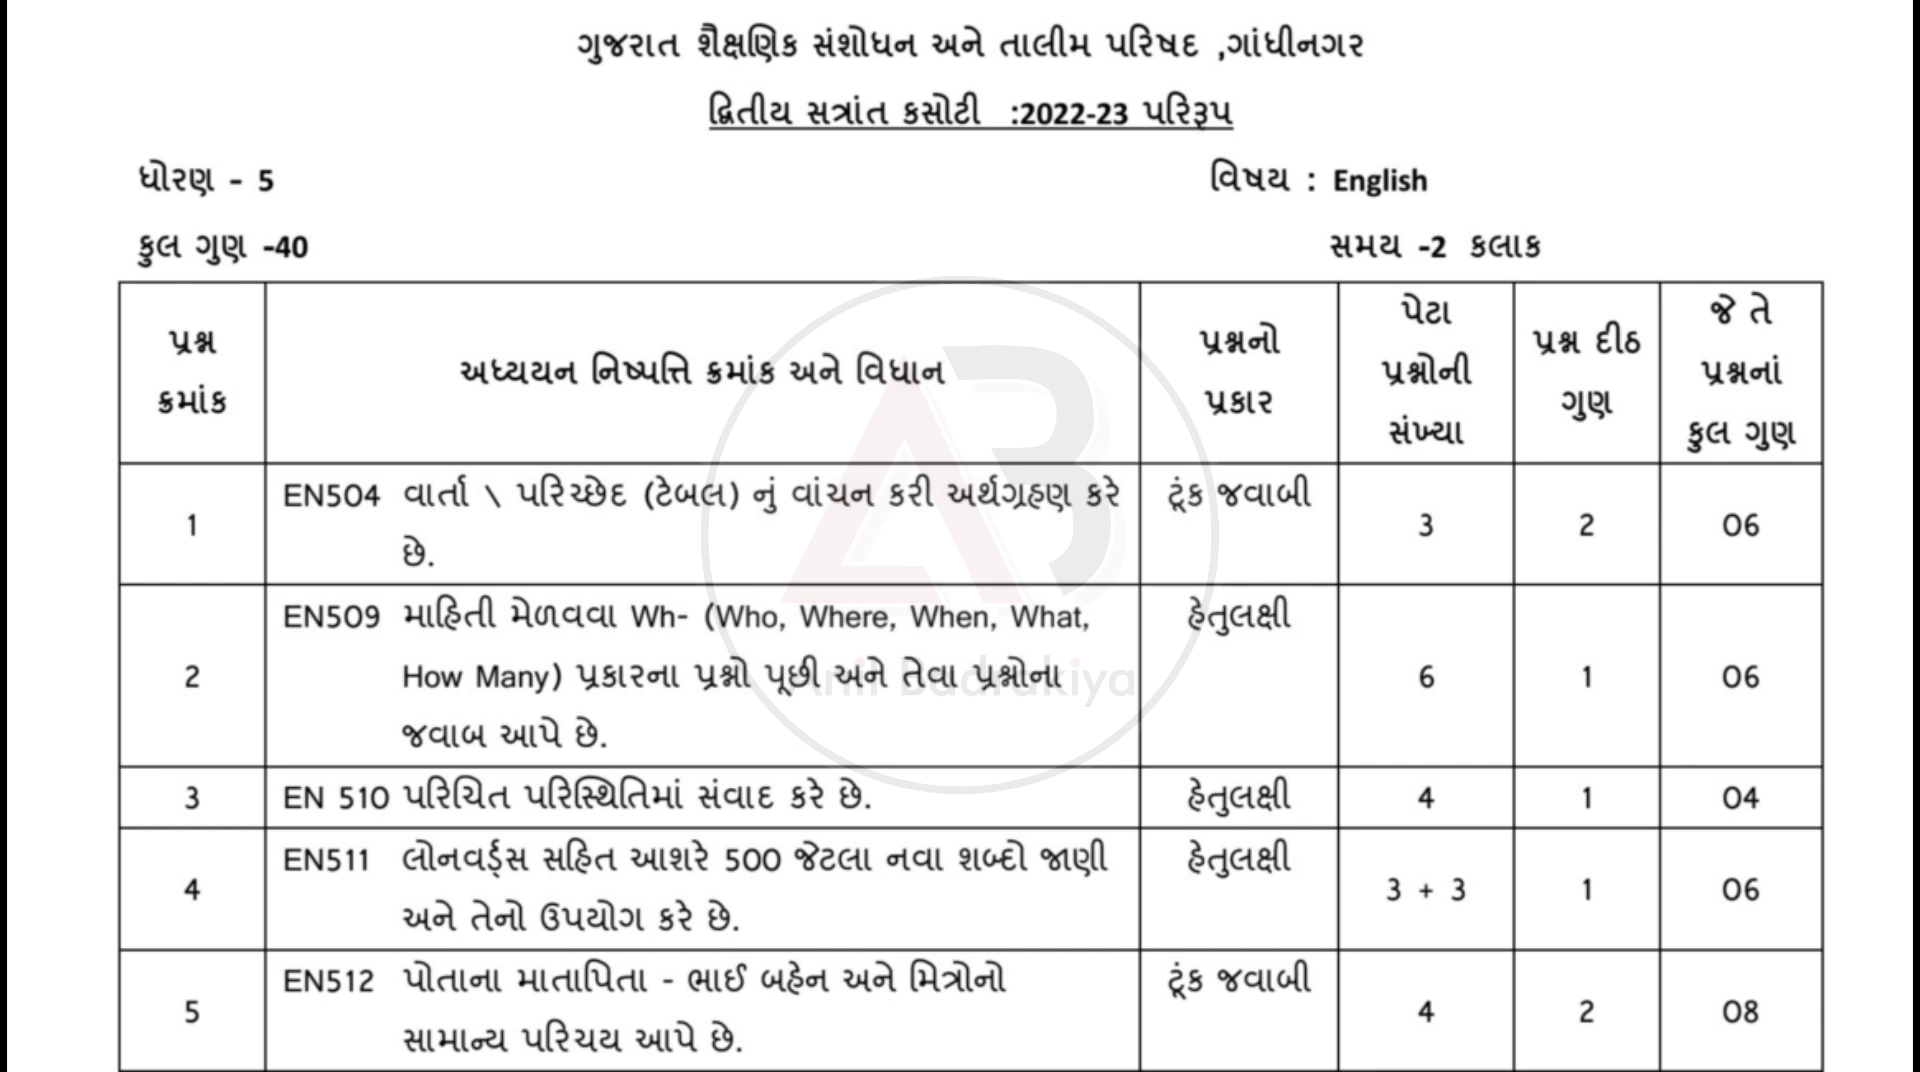 ગુજરાત શૈક્ષણિક સંશોધન અને તાલીમ પરિષદ ,ગાંધીનગર
દ્વિતીય સત્રાંત કસોટી :2022-23 પરિરૂપ
ધોરણ - 5 વિષય : English
કુલ ગુણ -40 સમય -2 કલાક
પ્રશ્ન ક્રમાંક
અધ્યયન નિષ્પત્તિ ક્રમાંક અને વિધાન
પ્રશ્નનો પ્રકાર
પેટા પ્રશ્નોની સંખ્યા
પ્રશ્ન દીઠ ગુણ
જે તે પ્રશ્નનાં કુલ ગુણ
1 EN504 વાર્તા \ પરિચ્છેદ (ટેબલ) નું વાંચન કરી અર્થગ્રહણ કરે ટૂંક જવાબી 3 2 06
છે.
2 EN509 માહિતી મેળવવા Wh- (Who, Where, When, What, હેતુલક્ષી 6 1 06
How Many) પ્રકારના પ્રશ્નો પૂછી અને તેવા પ્રશ્નોના
જવાબ આપે છે.
3 EN 510 પરિચિત પરિસ્થિતિમાં સંવાદ કરે છે. હેતુલક્ષી 4 1 04
4 EN511 લોનવર્ડ્સ સહિત આશરે 500 જેટલા નવા શબ્દો જાણી હેતુલક્ષી 3 + 3 1 06
અને તેનો ઉપયોગ કરે છે.
5 EN512 પોતાના માતાપિતા - ભાઈ બહેન અને મિત્રોનો ટૂંક જવાબી 4 2 08
સામાન્ય પરિચય આપે છે.
AB
Anil Badrakiya